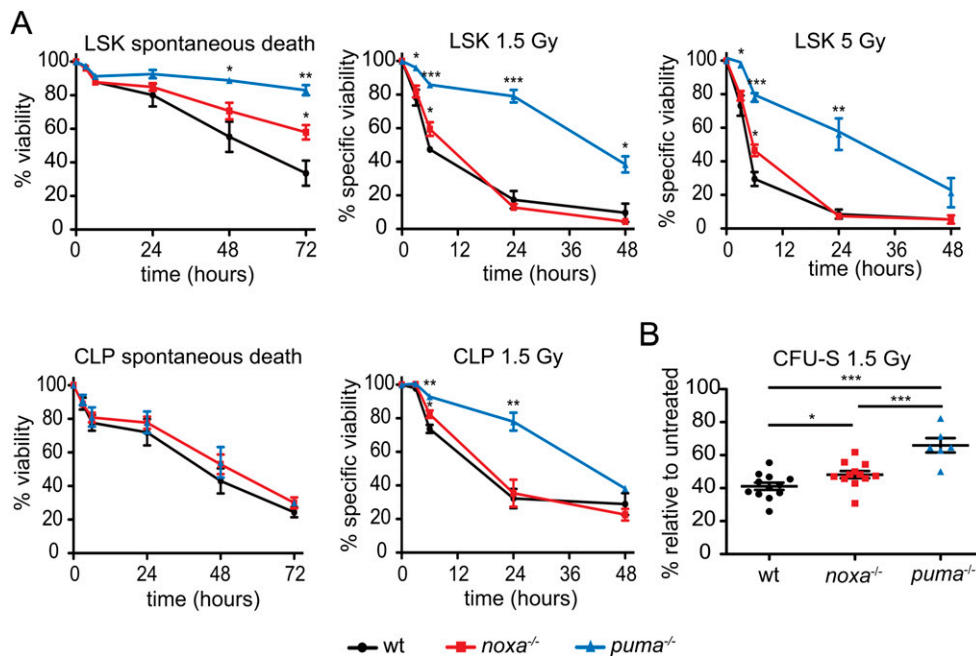 A
LSK spontaneous death
% viability
100
80
60
40
20
0
*
**
*
0 24 48 72
time (hours)
LSK 1.5 Gy
% specific viability
100
80
60
40
20
0
*
***
*
***
*
0 12 24 36 48
time (hours)
LSK 5 Gy
% specific viability
100
80
60
40
20
0
*
***
*
**
0 12 24 36 48
time (hours)
CLP spontaneous death
% viability
100
80
60
40
20
0
0 24 48 72
time (hours)
CLP 1.5 Gy
% specific viability
100
80
60
40
20
0
**
*
**
0 12 24 36 48
time (hours)
B
CFU-S 1.5 Gy
% relative to untreated
100
80
60
40
20
0
***
***
*
wt noxa-/- puma-/-
wt noxa-/- puma-/-